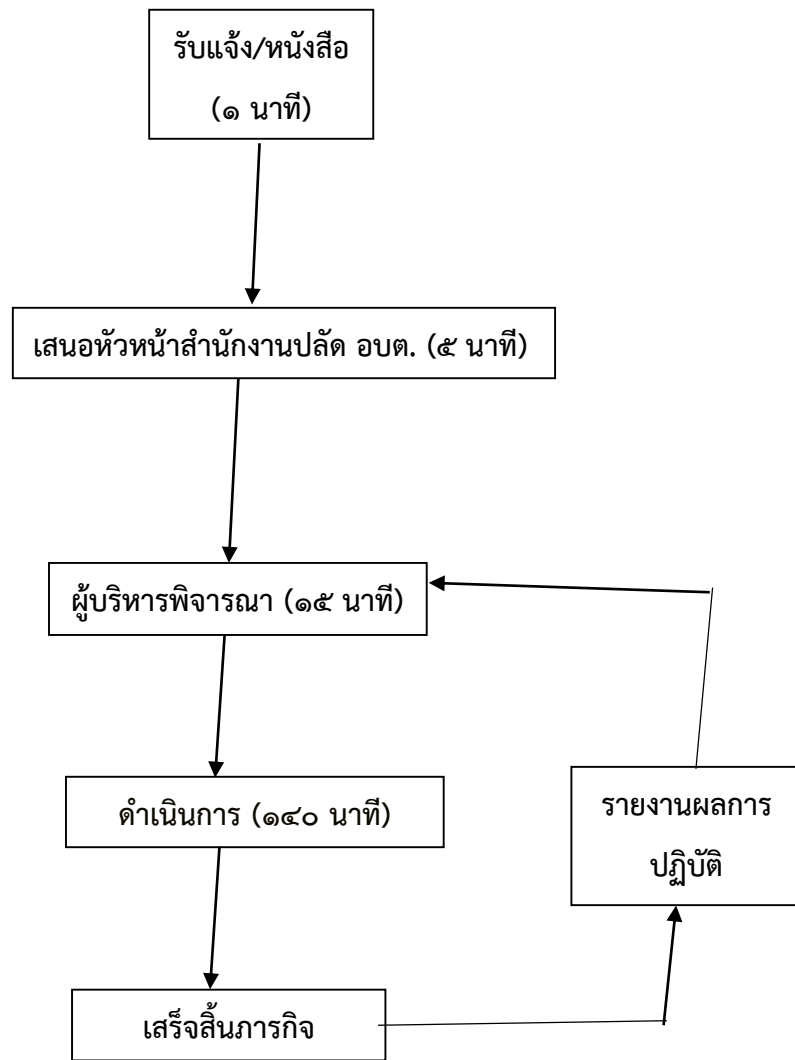 รับแจ้ง/หนังสือ
(๑ นาที)
เสนอหัวหน้าสำนักงานปลัด อบต. (๕ นาที)
ผู้บริหารพิจารณา (๑๕ นาที)
ดำเนินการ (๑๔๐ นาที)
รายงานผลการ
ปฏิบัติ
เสร็จสิ้นภารกิจ